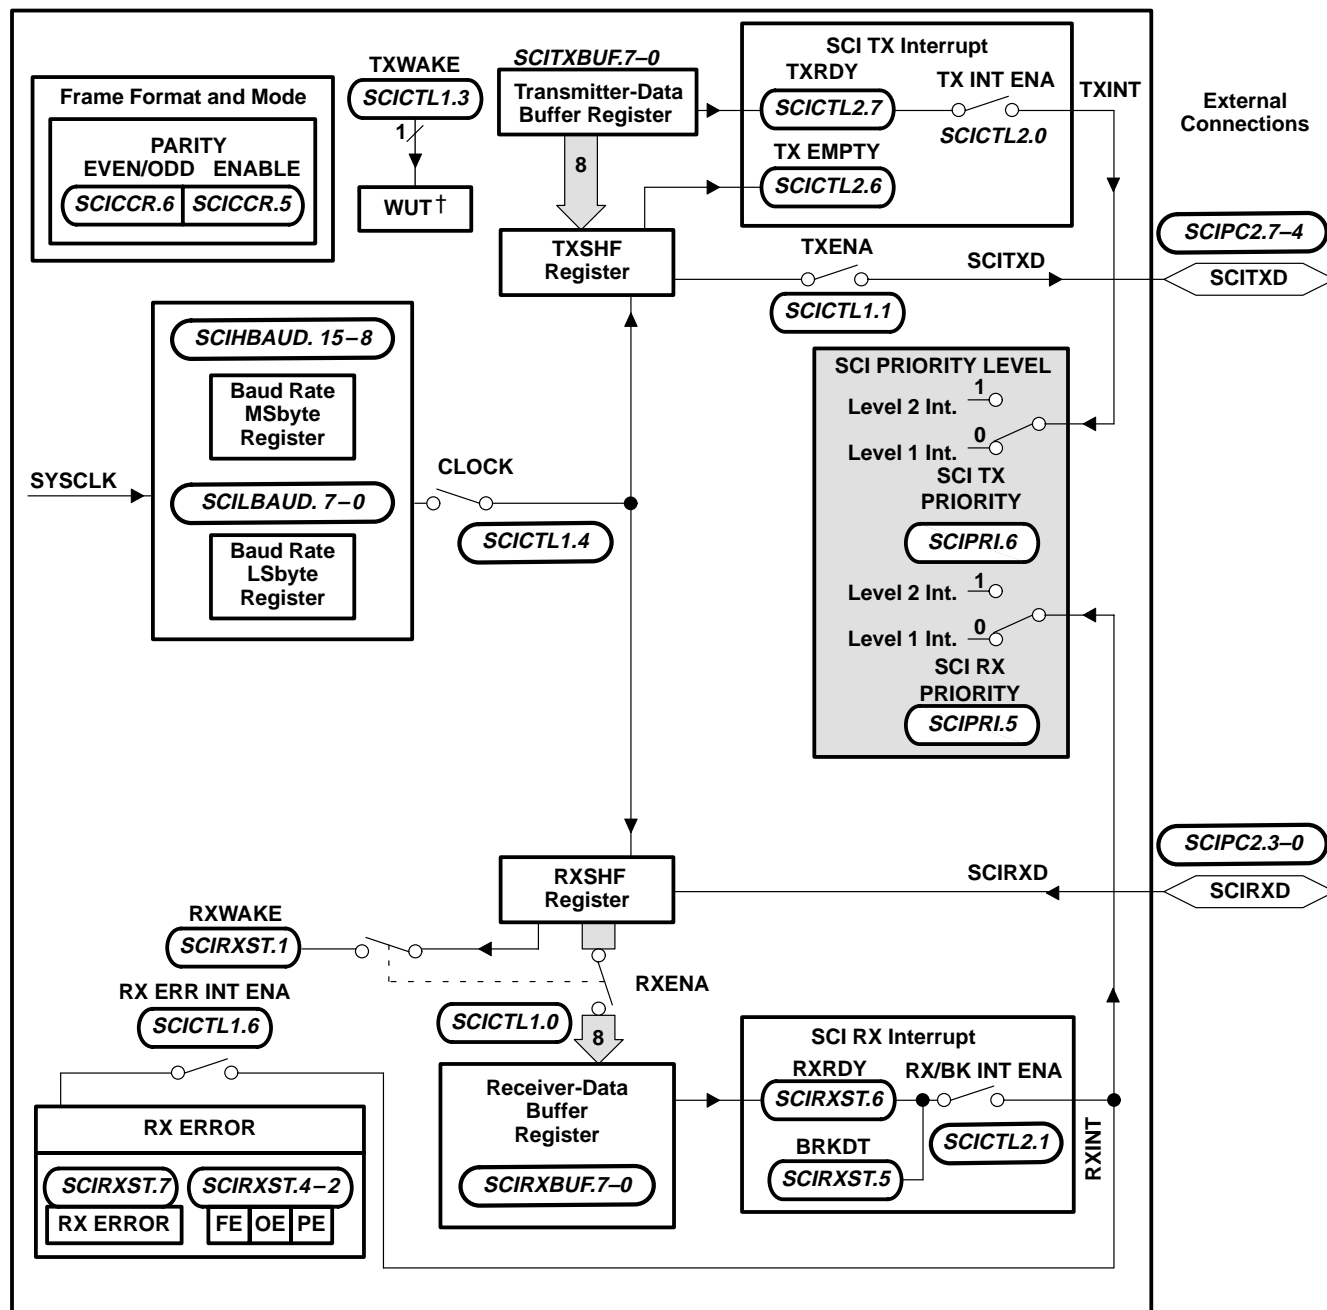 SCI TX Interrupt
SCITXBUF.7–0
TXWAKE
TXRDY
TX INT ENA
TXINT
Frame Format and Mode
SCICTL1.3
Transmitter-Data
Buffer Register
SCICTL2.7
SCICTL2.0
External
Connections
1
PARITY
EVEN/ODD ENABLE
8
TX EMPTY
SCICTL2.6
SCICCR.6
SCICCR.5
WUT†
SCIPC2.7–4
TXSHF
Register
TXENA
SCITXD
SCITXD
SCICTL1.1
SCIHBAUD. 15–8
SCI PRIORITY LEVEL
Baud Rate
MSbyte
Register
1
Level 2 Int.
0
Level 1 Int.
SYSCLK
CLOCK
SCI TX
PRIORITY
SCILBAUD. 7–0
SCICTL1.4
SCIPRI.6
Baud Rate
LSbyte
Register
1
Level 2 Int.
0
Level 1 Int.
SCI RX
PRIORITY
SCIPRI.5
SCIPC2.3–0
RXSHF
Register
SCIRXD
SCIRXD
RXWAKE
SCIRXST.1
RX ERR INT ENA
RXENA
SCICTL1.6
SCICTL1.0
8
SCI RX Interrupt
Receiver-Data
Buffer
Register
RXRDY
RX/BK INT ENA
SCIRXST.6
RX ERROR
BRKDT
SCICTL2.1
RXINT
SCIRXST.7
SCIRXST.4–2
SCIRXBUF.7–0
SCIRXST.5
RX ERROR
FE OE PE